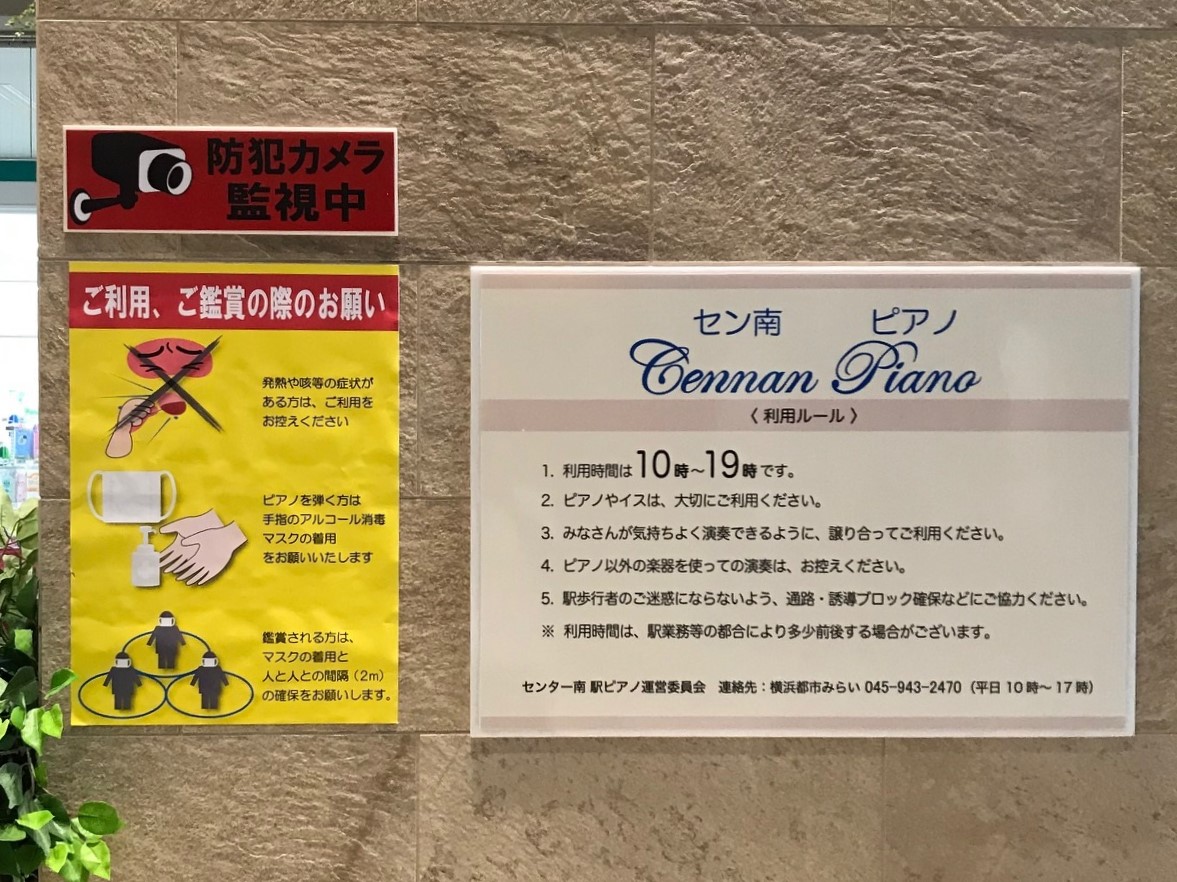 防犯カメラ
監視中
ご利用、ご鑑賞の際のお願い
発熱や咳等の症状が
ある方は、ご利用を
お控えください
ピアノを弾く方は
手指のアルコール消毒
マスクの着用
をお願いいたします
鑑賞される方は、
マスクの着用と
人と人との間隔（2m）
の確保をお願いします。
セン南 ピアノ
Cennan Piano
〈 利用ルール 〉
1. 利用時間は10時～19時です。
2. ピアノやイスは、大切にご利用ください。
3. みなさんが気持ちよく演奏できるように、譲り合ってご利用ください。
4. ピアノ以外の楽器を使っての演奏は、お控えください。
5. 駅歩行者のご迷惑にならないよう、通路・誘導ブロック確保などにご協力ください。
※ 利用時間は、駅業務等の都合により多少前後する場合がございます。
センター南 駅ピアノ運営委員会 連絡先：横浜都市みらい 045-943-2470（平日 10時～17時）